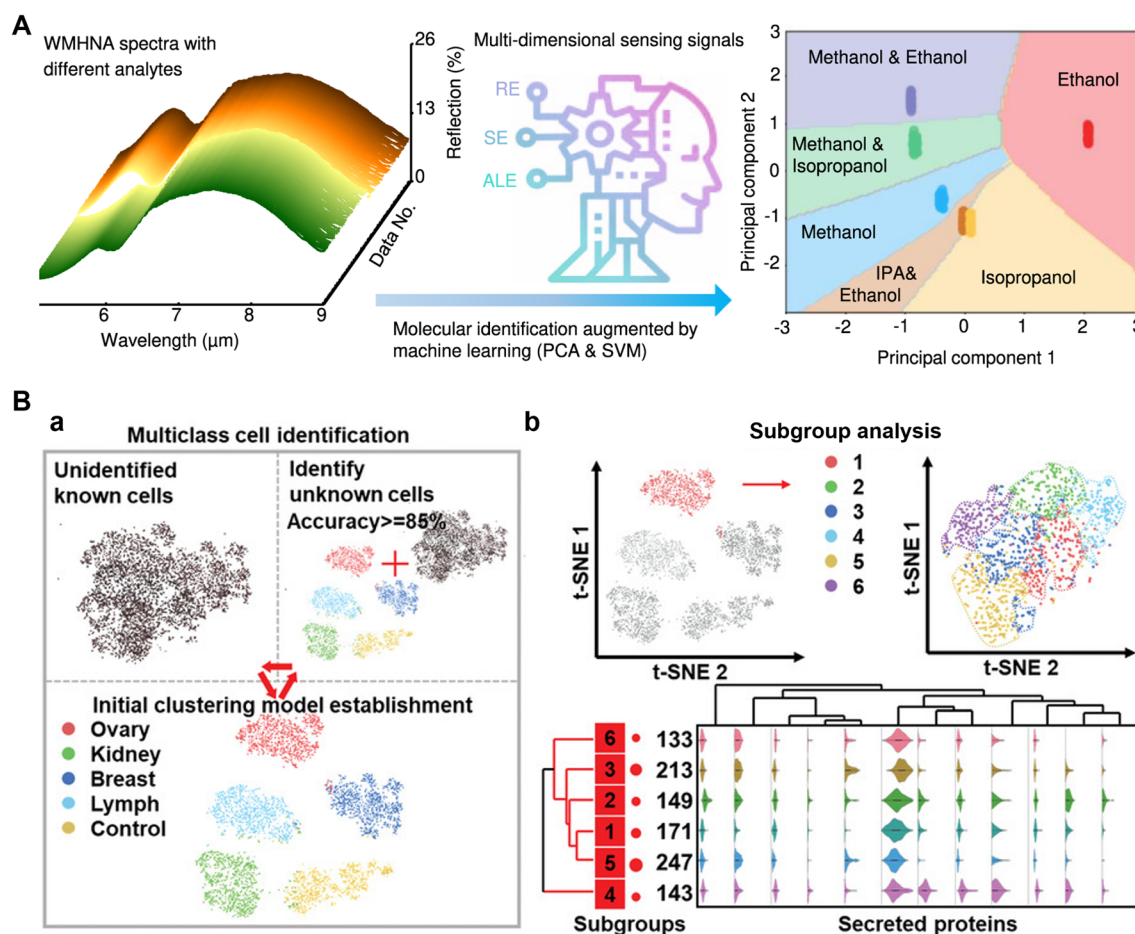 A
WMHNA spectra with
different analytes
26
13
0
Reflection (%)
Data No.
6
7
8
9
Wavelength (μm)
Multi-dimensional sensing signals
RE
SE
ALE
Molecular identification augmented by
machine learning (PCA & SVM)
3
2
1
0
-1
-2
Principal component 2
Methanol & Ethanol
Ethanol
Methanol &
Isopropanol
Methanol
IPA&
Ethanol
Isopropanol
-3
-2
-1
0
1
2
3
Principal component 1
B
a
Multiclass cell identification
Unidentified
known cells
Identify
unknown cells
Accuracy>=85%
Initial clustering model establishment
Ovary
Kidney
Breast
Lymph
Control
b
Subgroup analysis
t-SNE 1
t-SNE 2
1
2
3
4
5
6
t-SNE 1
t-SNE 2
6 133
3 213
2 149
1 171
5 247
4 143
Subgroups
Secreted proteins